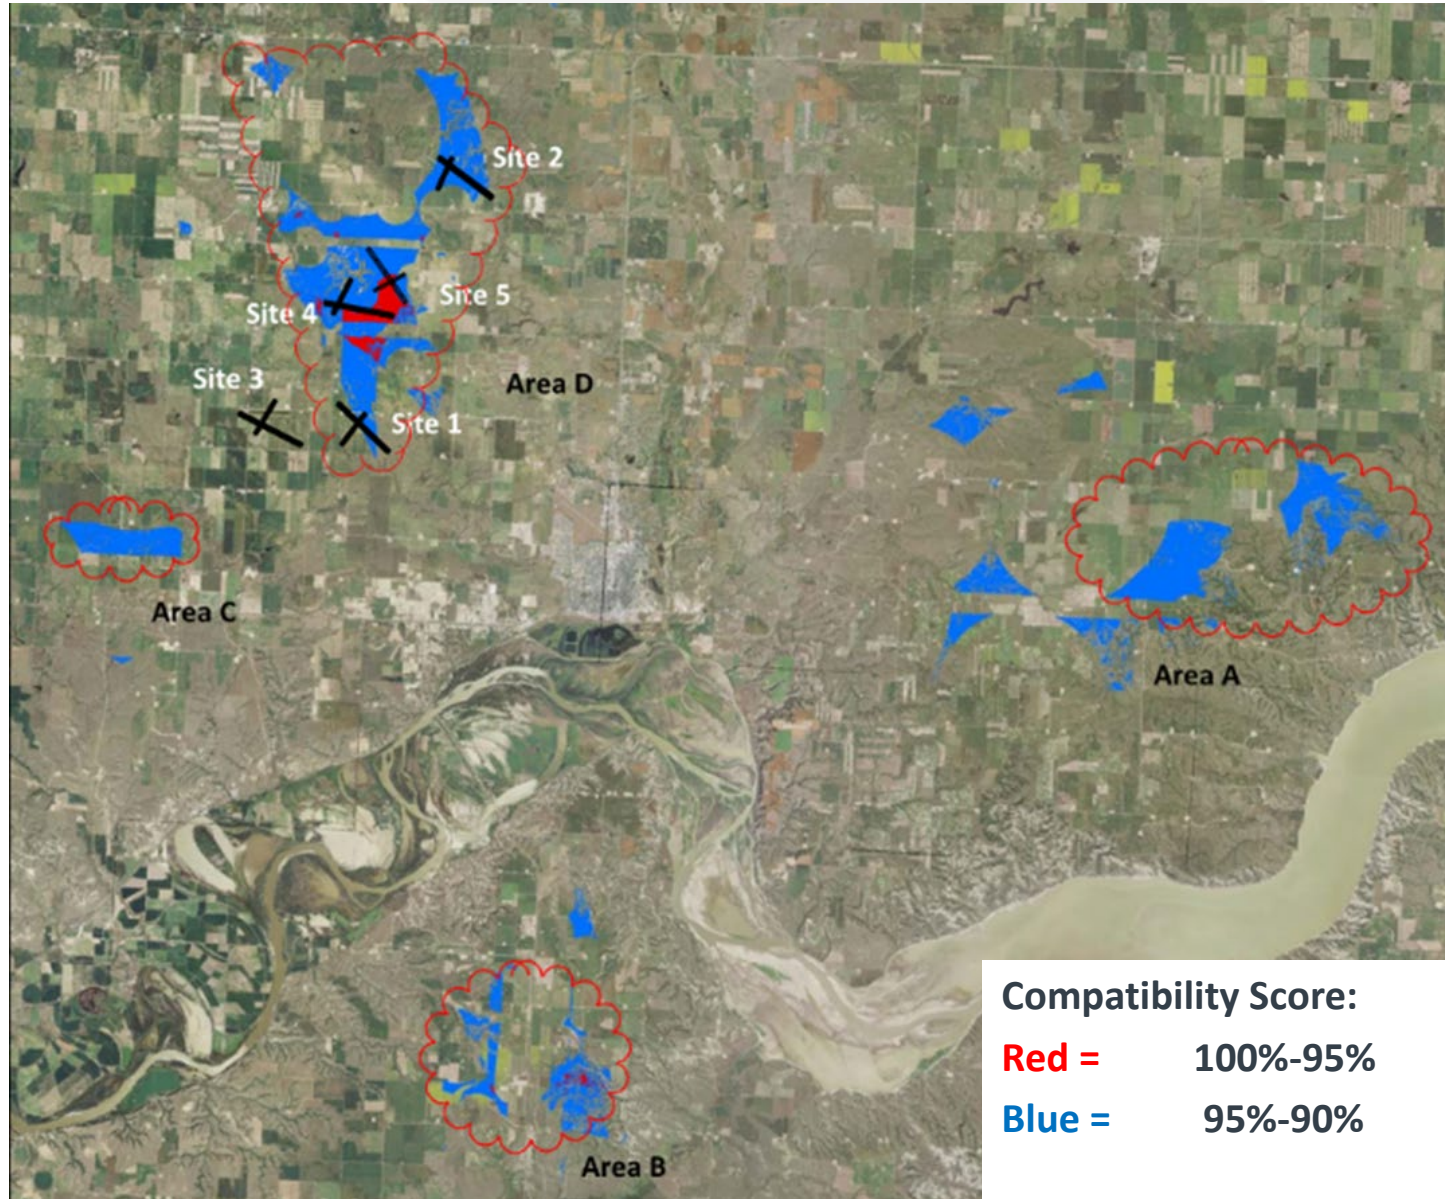 Site 2
Site 5
Site 4
Site 3
Area D
Site 1
Area C
Area A
Area B
Compatibility Score:
Red = 100%-95%
Blue = 95%-90%